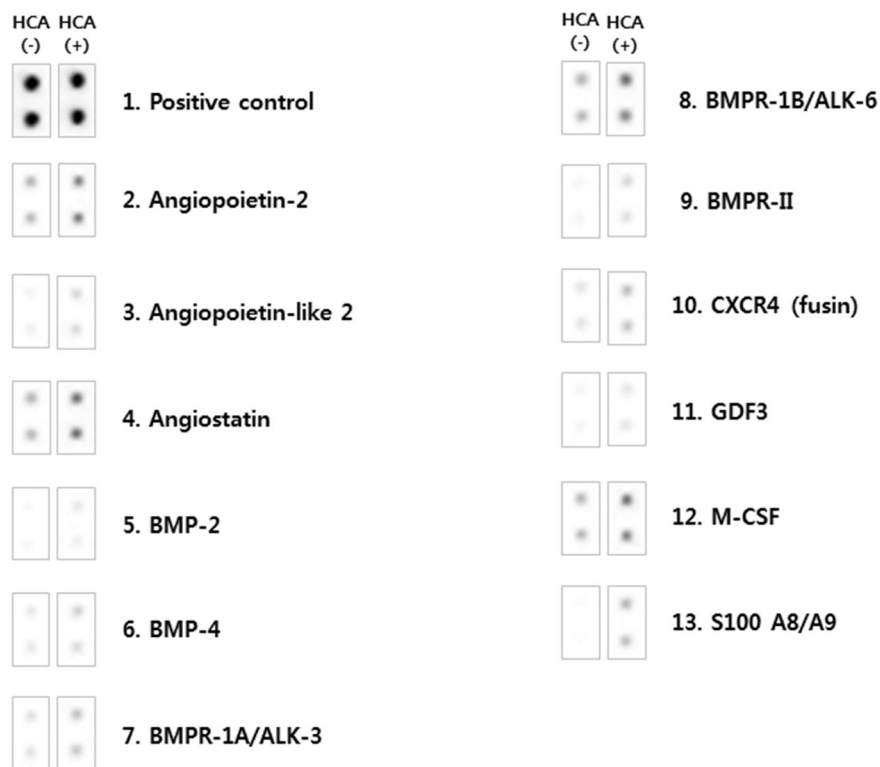 HCA HCA
(-) (+)
1. Positive control
2. Angiopoietin-2
3. Angiopoietin-like 2
4. Angiostatin
5. BMP-2
6. BMP-4
7. BMPR-1A/ALK-3
HCA HCA
(-) (+)
8. BMPR-1B/ALK-6
9. BMPR-II
10. CXCR4 (fusin)
11. GDF3
12. M-CSF
13. S100 A8/A9